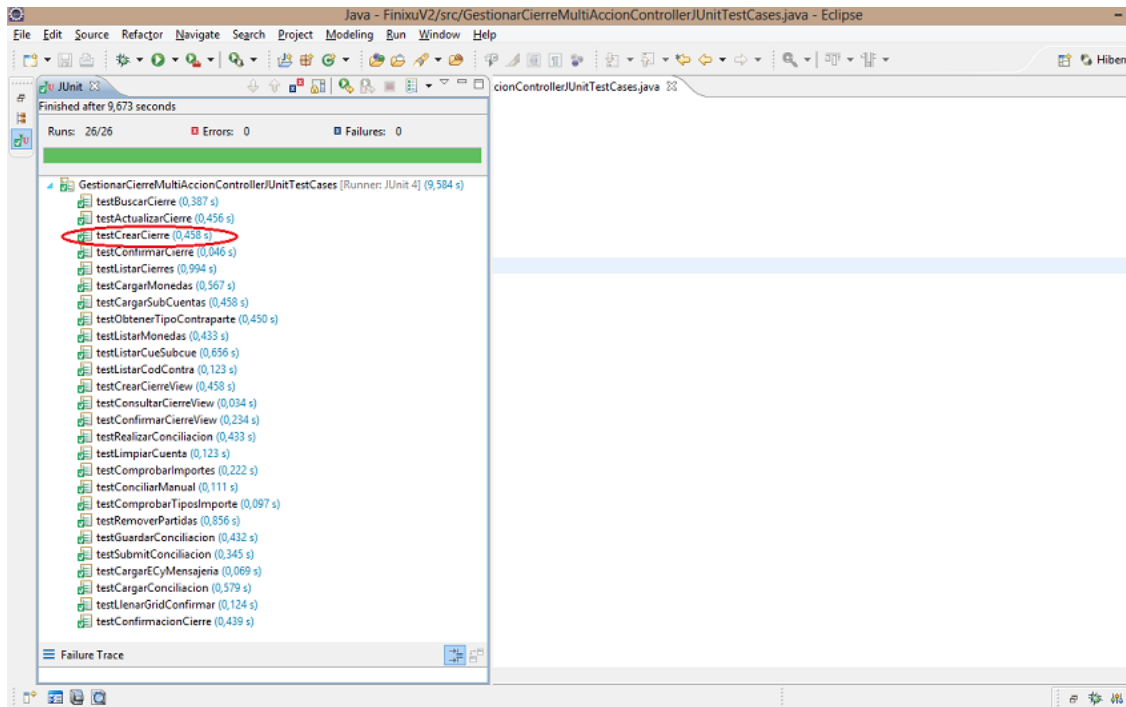 Java - FinixuV2/src/GestionarCierreMultiAccionControllerJUnitTestCases.java - Eclipse
File Edit Source Refactor Navigate Search Project Modeling Run Window Help
Hibern
JUnit
cionControllerJUnitTestCases.java
Finished after 9,673 seconds
Runs: 26/26 Errors: 0 Failures: 0
GestionarCierreMultiAccionControllerJUnitTestCases [Runner: JUnit 4] (9,584 s)
testBuscarCierre (0,387 s)
testActualizarCierre (0,456 s)
testCrearCierre (0,458 s)
testConfirmarCierre (0,046 s)
testListarCierres (0,994 s)
testCargarMonedas (0,567 s)
testCargarSubCuentas (0,458 s)
testObtenerTipoContraparte (0,450 s)
testListarMonedas (0,433 s)
testListarCueSubcue (0,656 s)
testListarCodContra (0,123 s)
testCrearCierreView (0,458 s)
testConsultarCierreView (0,034 s)
testConfirmarCierreView (0,234 s)
testRealizarConciliacion (0,433 s)
testLimpiarCuenta (0,123 s)
testComprobarImportes (0,222 s)
testConciliarManual (0,111 s)
testComprobarTiposImporte (0,097 s)
testRemoverPartidas (0,856 s)
testGuardarConciliacion (0,432 s)
testSubmitConciliacion (0,345 s)
testCargarECyMensajeria (0,069 s)
testCargarConciliacion (0,579 s)
testLlenarGridConfirmar (0,124 s)
testConfirmacionCierre (0,439 s)
Failure Trace